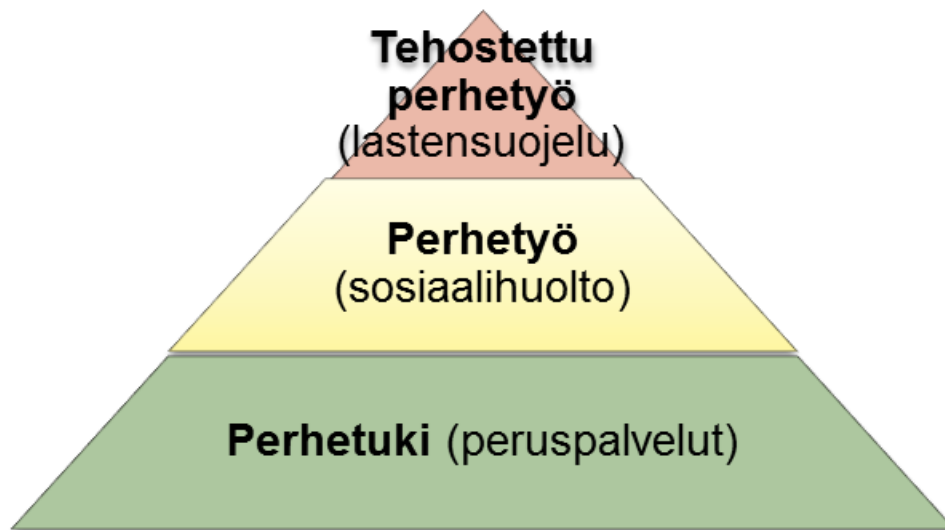 Tehostettu
perhetyö
(lastensuojelu)
Perhetyö
(sosiaalihuolto)
Perhetuki (peruspalvelut)